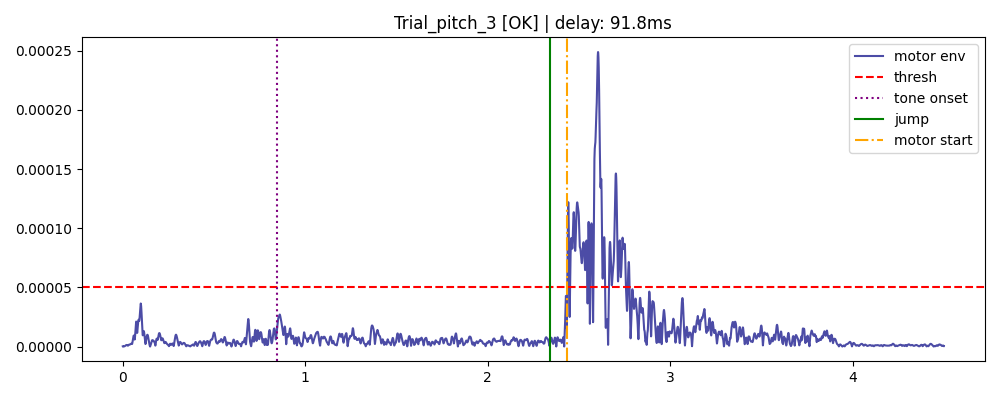 Trial_pitch_3 [OK] | delay: 91.8ms
0.00025
0.00020
0.00015
0.00010
0.00005
0.00000
motor env
thresh
tone onset
jump
motor start
0 1 2 3 4